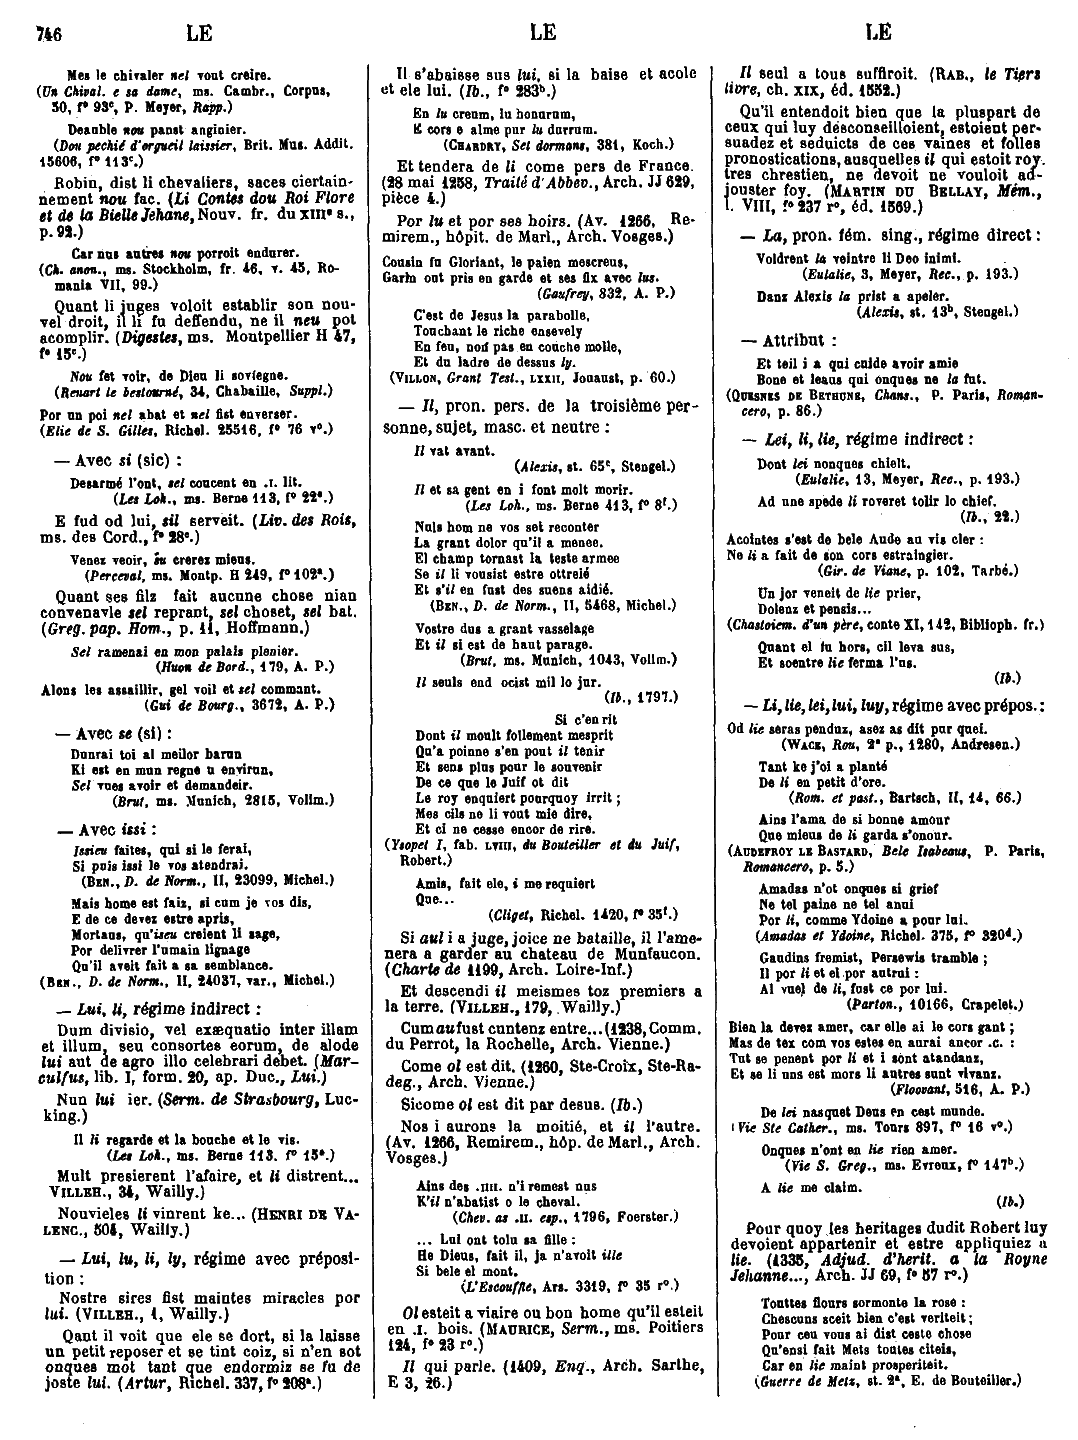 746 LE LE LE
Mes le chivaler nel vout creire.
(Un Chival. e sa dame, ms. Cambr., Corpus,
50, f° 93c, P. Meyer, Rapp.)
Deauble nou panst anginier.
(Dou pechié d'orgueil laissier, Brit. Mus. Addit.
15606, f° 113c.)
Robin, dist li chevaliers, saces ciertain-
nement nou fac. (Li Contes dou Roi Flore
et de la Bielle Jehane, Nouv. fr. du XIIIe s.,
p. 92.)
Car nus autres nou porroit endurer.
(Ch. anon., ms. Stockholm, fr. 46, v. 45, Ro-
mania VII, 99.)
Quant li juges voloit establir son nou-
vel droit, il li fu deffendu, ne il neu pot
acomplir. (Digestes, ms. Montpellier H 47,
f° 15c.)
Nou fet voir, de Dieu li soviegne.
(Renart le bestourné, 34, Chabaille, Suppl.)
Por un poi nel abat et nel fist enverser.
(Elie de S. Gilles, Richel. 25516, f° 76 v°.)
— Avec si (sic) :
Desarmé l'ont, sel coucent en .I. lit.
(Les Loh., ms. Berne 113, f° 22a.)
E fud od lui, sil serveit. (Liv. des Rois,
ms. des Cord., f° 28a.)
Venez veoir, su crerez mieus.
(Perceval, ms. Montp. H 249, f° 102a.)
Quant ses filz fait aucune chose nian
convenavle sel reprant, sel choset, sel bat.
(Greg. pap. Hom., p. 11, Hoffmann.)
Sel ramenai en mon palais plenier.
(Huon de Bord., 179, A. P.)
Alons les assaillir, gel voil et sel commant.
(Gui de Bourg., 3672, A. P.)
— Avec se (si) :
Dunrai toi al meilor barun
Ki est en mun regne u envirun,
Sel vues avoir et demandeir.
(Brut, ms. Munich, 2815, Vollm.)
— Avec issi :
Issieu faites, qui si le ferai,
Si puis issi le vos atendrai.
(BEN., D. de Norm., II, 23099, Michel.)
Mais home est faiz, si cum je vos dis,
E de ce devez estre apris,
Mortaus, qu'iseu creient li sage,
Por delivrer l'umain lignage
Qu'il aveit fait a sa semblance.
(BEN., D. de Norm., II, 24037, var., Michel.)
— Lui, li, régime indirect :
Dum divisio, vel exæquatio inter illam
et illum, seu consortes eorum, de alode
lui aut de agro illo celebrari debet. (Mar-
culfus, lib. I, form. 20, ap. Duc., Lui.)
Nun lui ier. (Serm. de Strasbourg, Luc-
king.)
Il li regarde et la bouche et le vis.
(Les Loh., ms. Berne 113. f° 15a.)
Mult presierent l'afaire, et li distrent...
VILLEH., 34, Wailly.)
Nouvieles li vinrent ke... (HENRI DE VA-
LENC., 504, Wailly.)
— Lui, lu, li, ly, régime avec préposi-
tion :
Nostre sires fist maintes miracles por
lui. (VILLEH., 1, Wailly.)
Qant il voit que ele se dort, si la laisse
un petit reposer et se tint coiz, si n'en sot
onques mot tant que endormiz se fu de
joste lui. (Artur, Richel. 337, f° 208a.)
Il s'abaisse sus lui, si la baise et acole
et ele lui. (Ib., f° 283b.)
En lu creum, lu honurum,
E cors e alme pur lu durrum.
(CHARDRY, Set dormans, 381, Koch.)
Et tendera de li come pers de France.
(28 mai 1258, Traité d'Abbev., Arch. JJ 629,
pièce 4.)
Por lu et por ses hoirs. (Av. 1266, Re-
mirem., hôpit. de Marl., Arch. Vosges.)
Cousin fu Gloriant, le paien mescreus,
Garin ont pris en garde et ses fix avec lus.
(Gaufrey, 832, A. P.)
C'est de Jesus la parabolle,
Touchant le riche ensevely
En feu, non pas en couche molle,
Et du ladre de dessus ly.
(VILLON, Grant Test., LXXII, Jouaust, p. 60.)
— Il, pron. pers. de la troisième per-
sonne, sujet, masc. et neutre :
Il vat avant.
(Alexis, st. 65c, Stengel.)
Il et sa gent en i font molt morir.
(Les Loh., ms. Berne 413, f° 8f.)
Nuls hom ne vos set reconter
La grant dolor qu'il a menee.
El champ tornast la teste armee
Se il li vousist estre ottreié
Et s'il en fust des suens aidié.
(BEN., D. de Norm., II, 5468, Michel.)
Vostre dus a grant vasselage
Et il si est de haut parage.
(Brut, ms. Munich, 1043, Vollm.)
Il seuls end ocist mil lo jur.
(Ib., 1797.)
Si c'en rit
Dont il moult follement mesprit
Qu'a poinne s'en pout il tenir
Et sens plus pour le souvenir
De ce que le Juif ot dit
Le roy enquiert pourquoy irrit ;
Mes cils ne li vout mie dire,
Et ci ne cesse encor de rire.
(Ysopet I, fab. LVIII, du Bouteiller et du Juif,
Robert.)
Amis, fait ele, i me requiert
Que...
(Cliget, Richel. 1420, f° 35f.)
Si aul i a juge, joice ne bataille, il l'ame-
nera a garder au chateau de Munfaucon.
(Charte de 1199, Arch. Loire-Inf.)
Et descendi il meismes toz premiers a
la terre. (VILLEH., 179, Wailly.)
Cum au fust cuntenz entre... (1238, Comm.
du Perrot, la Rochelle, Arch. Vienne.)
Come ol est dit. (1260, Ste-Croix, Ste-Ra-
deg., Arch. Vienne.)
Sicome ol est dit par desus. (Ib.)
Nos i aurons la moitié, et il l'autre.
(Av. 1266, Remirem., hôp. de Marl., Arch.
Vosges.)
Ains des .IIII. n'i remest nus
K'il n'abatist o le cheval.
(Chev. as .II. esp., 1796, Foerster.)
... Lui ont tolu sa fille :
He Dieus, fait il, ja n'avoit ille
Si bele el mont.
(L'Escouffle, Ars. 3319, f° 35 r°.)
Ol esteit a viaire ou bon home qu'il esteit
en .I. bois. (MAURICE, Serm., ms. Poitiers
124, f° 23 r°.)
Il qui parle. (1409, Enq., Arch. Sarthe,
E 3, 26.)
Il seul a tous suffiroit. (RAB., le Tiers
livre, ch. XIX, éd. 1552.)
Qu'il entendoit bien que la pluspart de
ceux qui luy desconseilloient, estoient per-
suadez et seduicts de ces vaines et folles
pronostications, ausquelles il qui estoit roy
tres chrestien, ne devoit ne vouloit ad-
jouster foy. (MARTIN DU BELLAY, Mém.,
l. VIII, f° 237 r°, éd. 1569.)
— La, pron. fém. sing., régime direct :
Voldrent la veintre li Deo inimi.
(Eulalie, 3, Meyer, Rec., p. 193.)
Danz Alexis la prist a apeler.
(Alexis, st. 13b, Stengel.)
— Attribut :
Et teil i a qui cuide avoir amie
Bone et leaus qui onques ne la fut.
(QUESNES DE BETHUNE, Chans., P. Paris, Roman-
cero, p. 86.)
— Lei, li, lie, régime indirect :
Dont lei nonques chielt.
(Eulalie, 13, Meyer, Rec., p. 193.)
Ad une spede li roveret tolir lo chief.
(Ib., 22.)
Acointes s'est de bele Aude au vis cler :
Ne li a fait de son cors estraingier.
(Gir. de Viane, p. 102, Tarbé.)
Un jor veneit de lie prier,
Dolenz et pensis...
(Chastoiem. d'un père, conte XI, 142, Biblioph. fr.)
Quant el fu hors, cil leva sus,
Et soentre lie ferma l'us.
(Ib.)
— Li, lie, lei, lui, luy, régime avec prépos. :
Od lie seras penduz, asez as dit pur quei.
(WACE, Rou, 2e p., 1280, Andresen.)
Tant ke j'oi a planté
De li en petit d'ore.
(Rom. et past., Bartsch, II, 14, 66.)
Ains l'ama de si bonne amour
Que mieus de li garda s'onour.
(AUDEFROY LE BASTARD, Bele Isabeaus, P. Paris,
Romancero, p. 5.)
Amadas n'ot onques si grief
Ne tel paine ne tel anui
Por li, comme Ydoine a pour lui.
(Amadas et Ydoine, Richel. 375, f° 320d.)
Gaudins fremist, Persewis tramble ;
Il por li et el por autrui :
Al vuel de li, fust ce por lui.
(Parton., 10166, Crapelet.)
Bien la devez amer, car elle ai le cors gant ;
Mas de tex com vos estes en aurai ancor .C. :
Tut se penent por li et i sont atandanz,
Et se li uns est mors li autres sunt vivanz.
(Floovant, 516, A. P.)
De lei nasquet Deus en cest munde.
(Vie Ste Cather., ms. Tours 897, f° 16 v°.)
Onques n'ont en lie rien amer.
(Vie S. Greg., ms. Evreux, f° 147b.)
A lie me claim.
(Ib.)
Pour quoy les heritages dudit Robert luy
devoient appartenir et estre appliquiez a
lie. (1335, Adjud. d'herit. a la Royne
Jehanne..., Arch. JJ 69, f° 57 r°.)
Touttes flours sormonte la rose :
Chescuns sceit bien c'est veriteit ;
Pour ceu vous ai dist ceste chose
Qu'ensi fait Mets toutes citeis,
Car en lie maint prosperiteit.
(Guerre de Metz, st. 2a, E. de Bouteiller.)